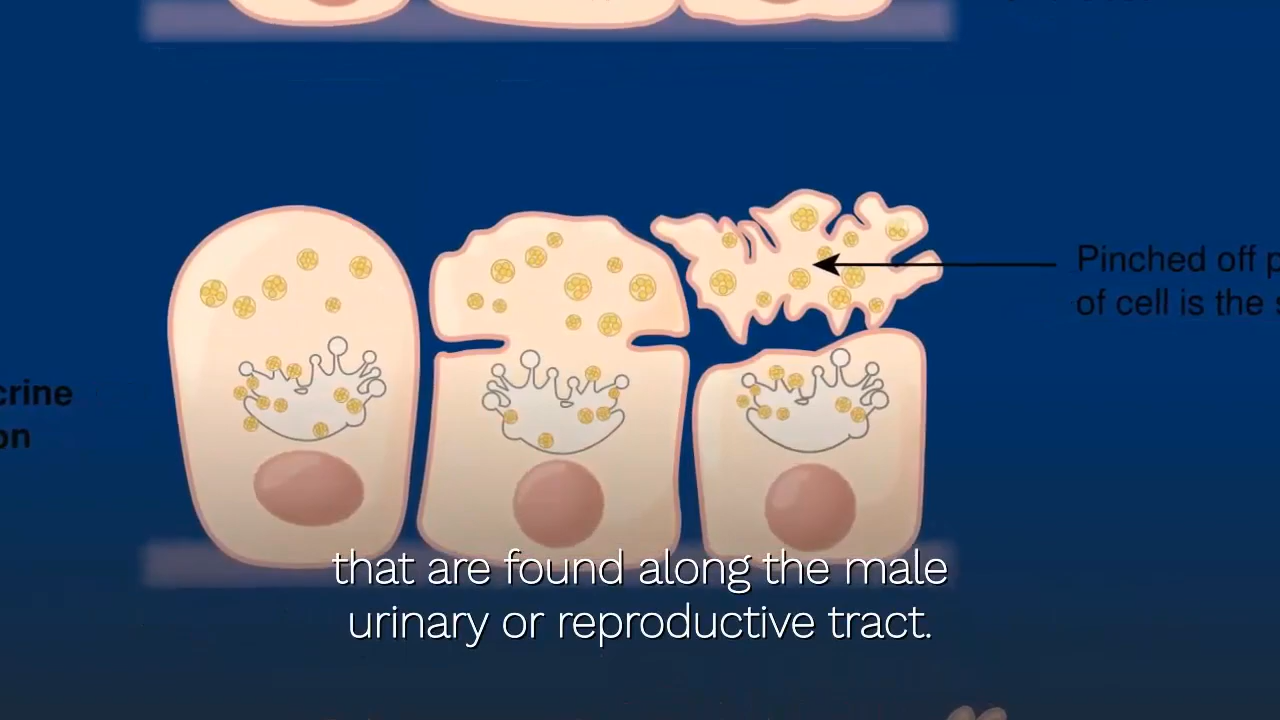 Pinched off p
of cell is the
crine
on
that are found along the male
urinary or reproductive tract.